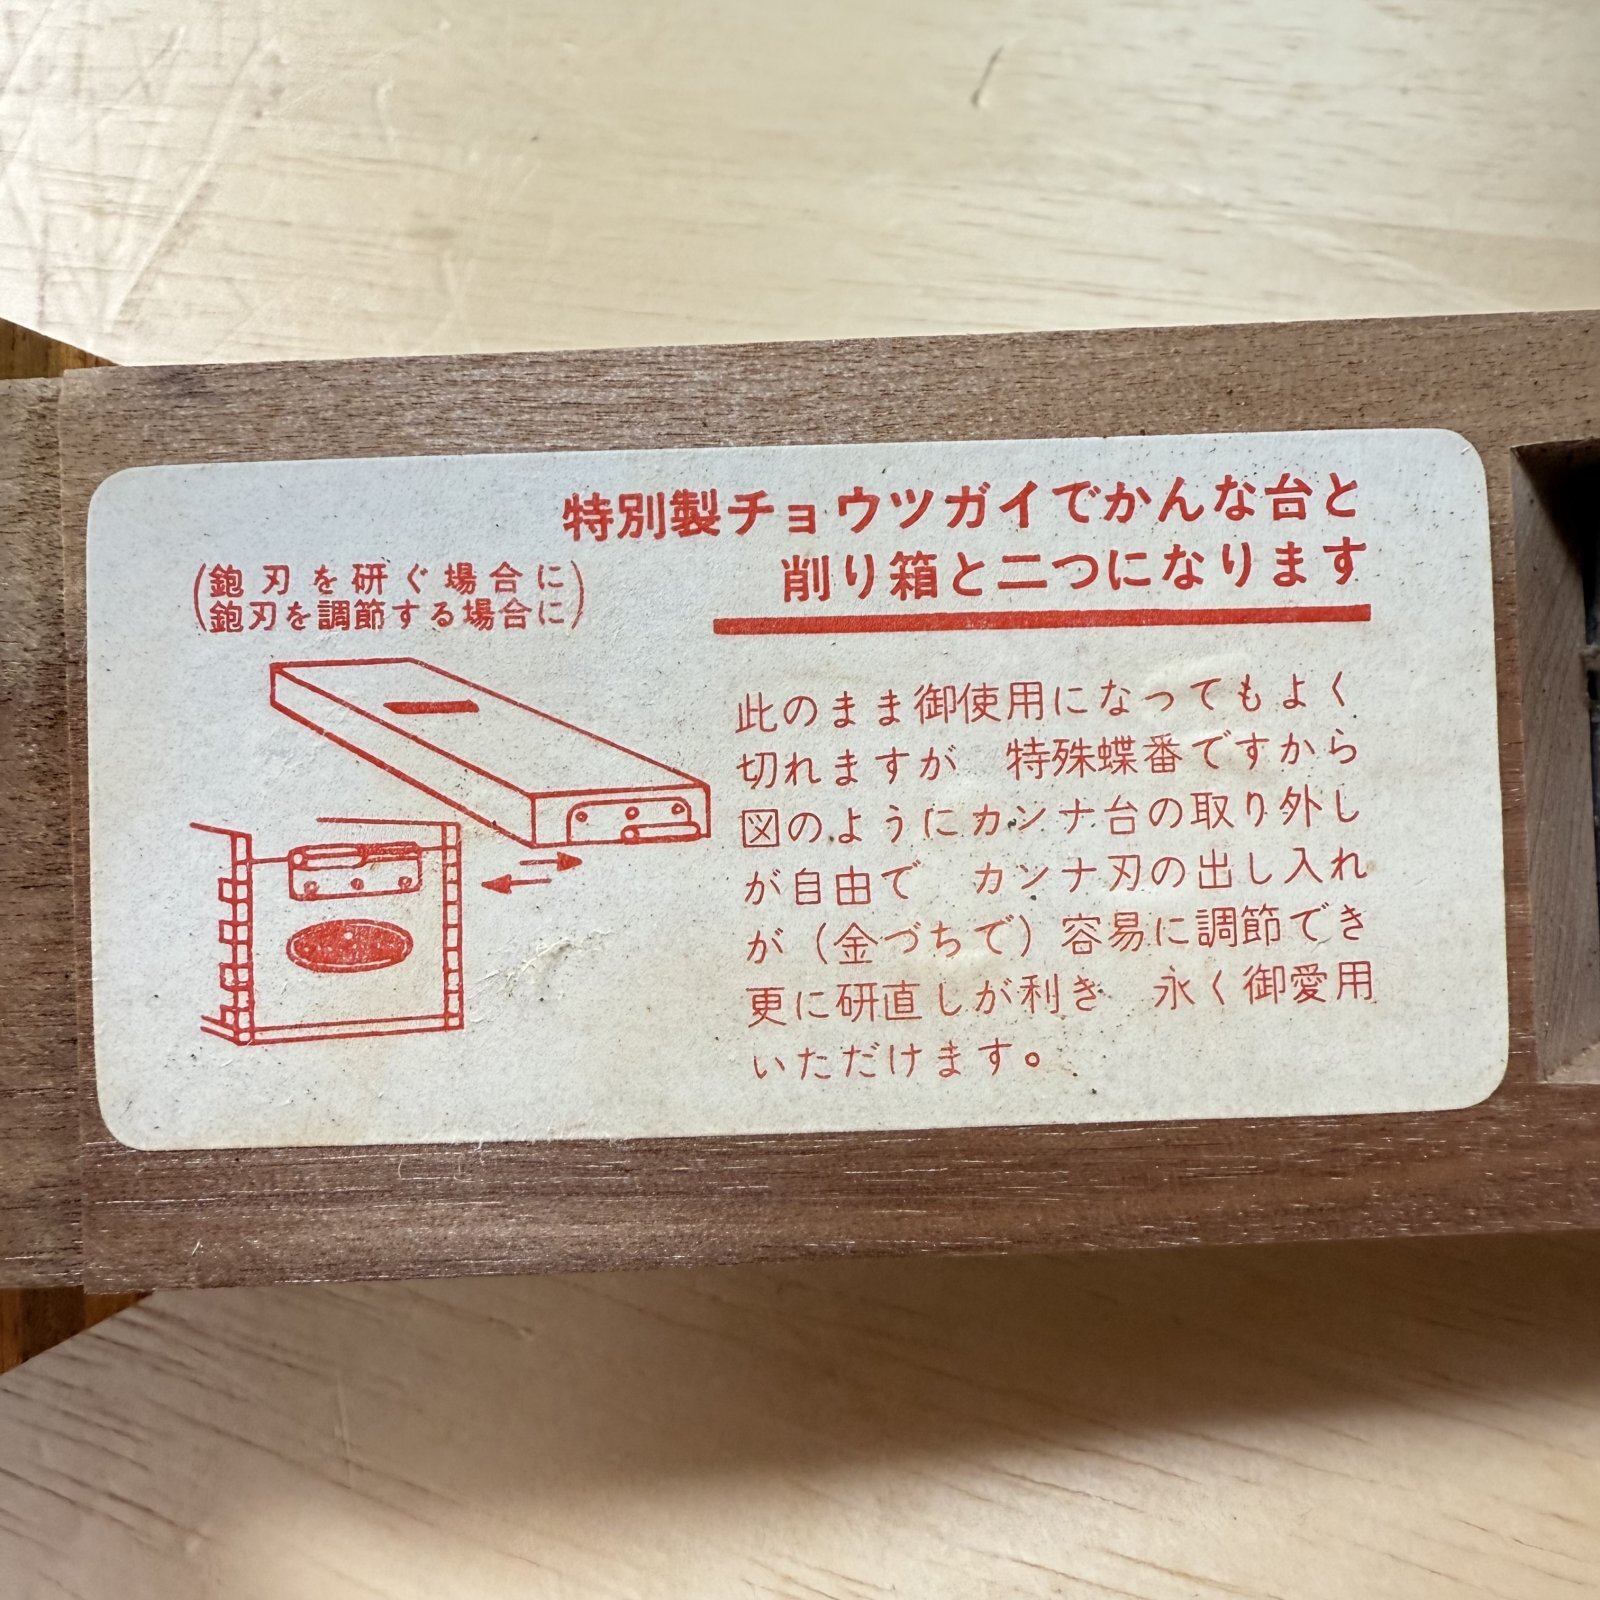 特別製チョウツガイでかんな台と
削り箱と二つになります
(鉋刃を研ぐ場合に)
(鉋刃を調節する場合に)
此のまま御使用になってもよく
切れますが　特殊蝶番ですから
図のようにカンナ台の取り外し
が自由で　カンナ刃の出し入れ
が（金づちで）容易に調節でき
更に研直しが利き　永く御愛用
いただけます。